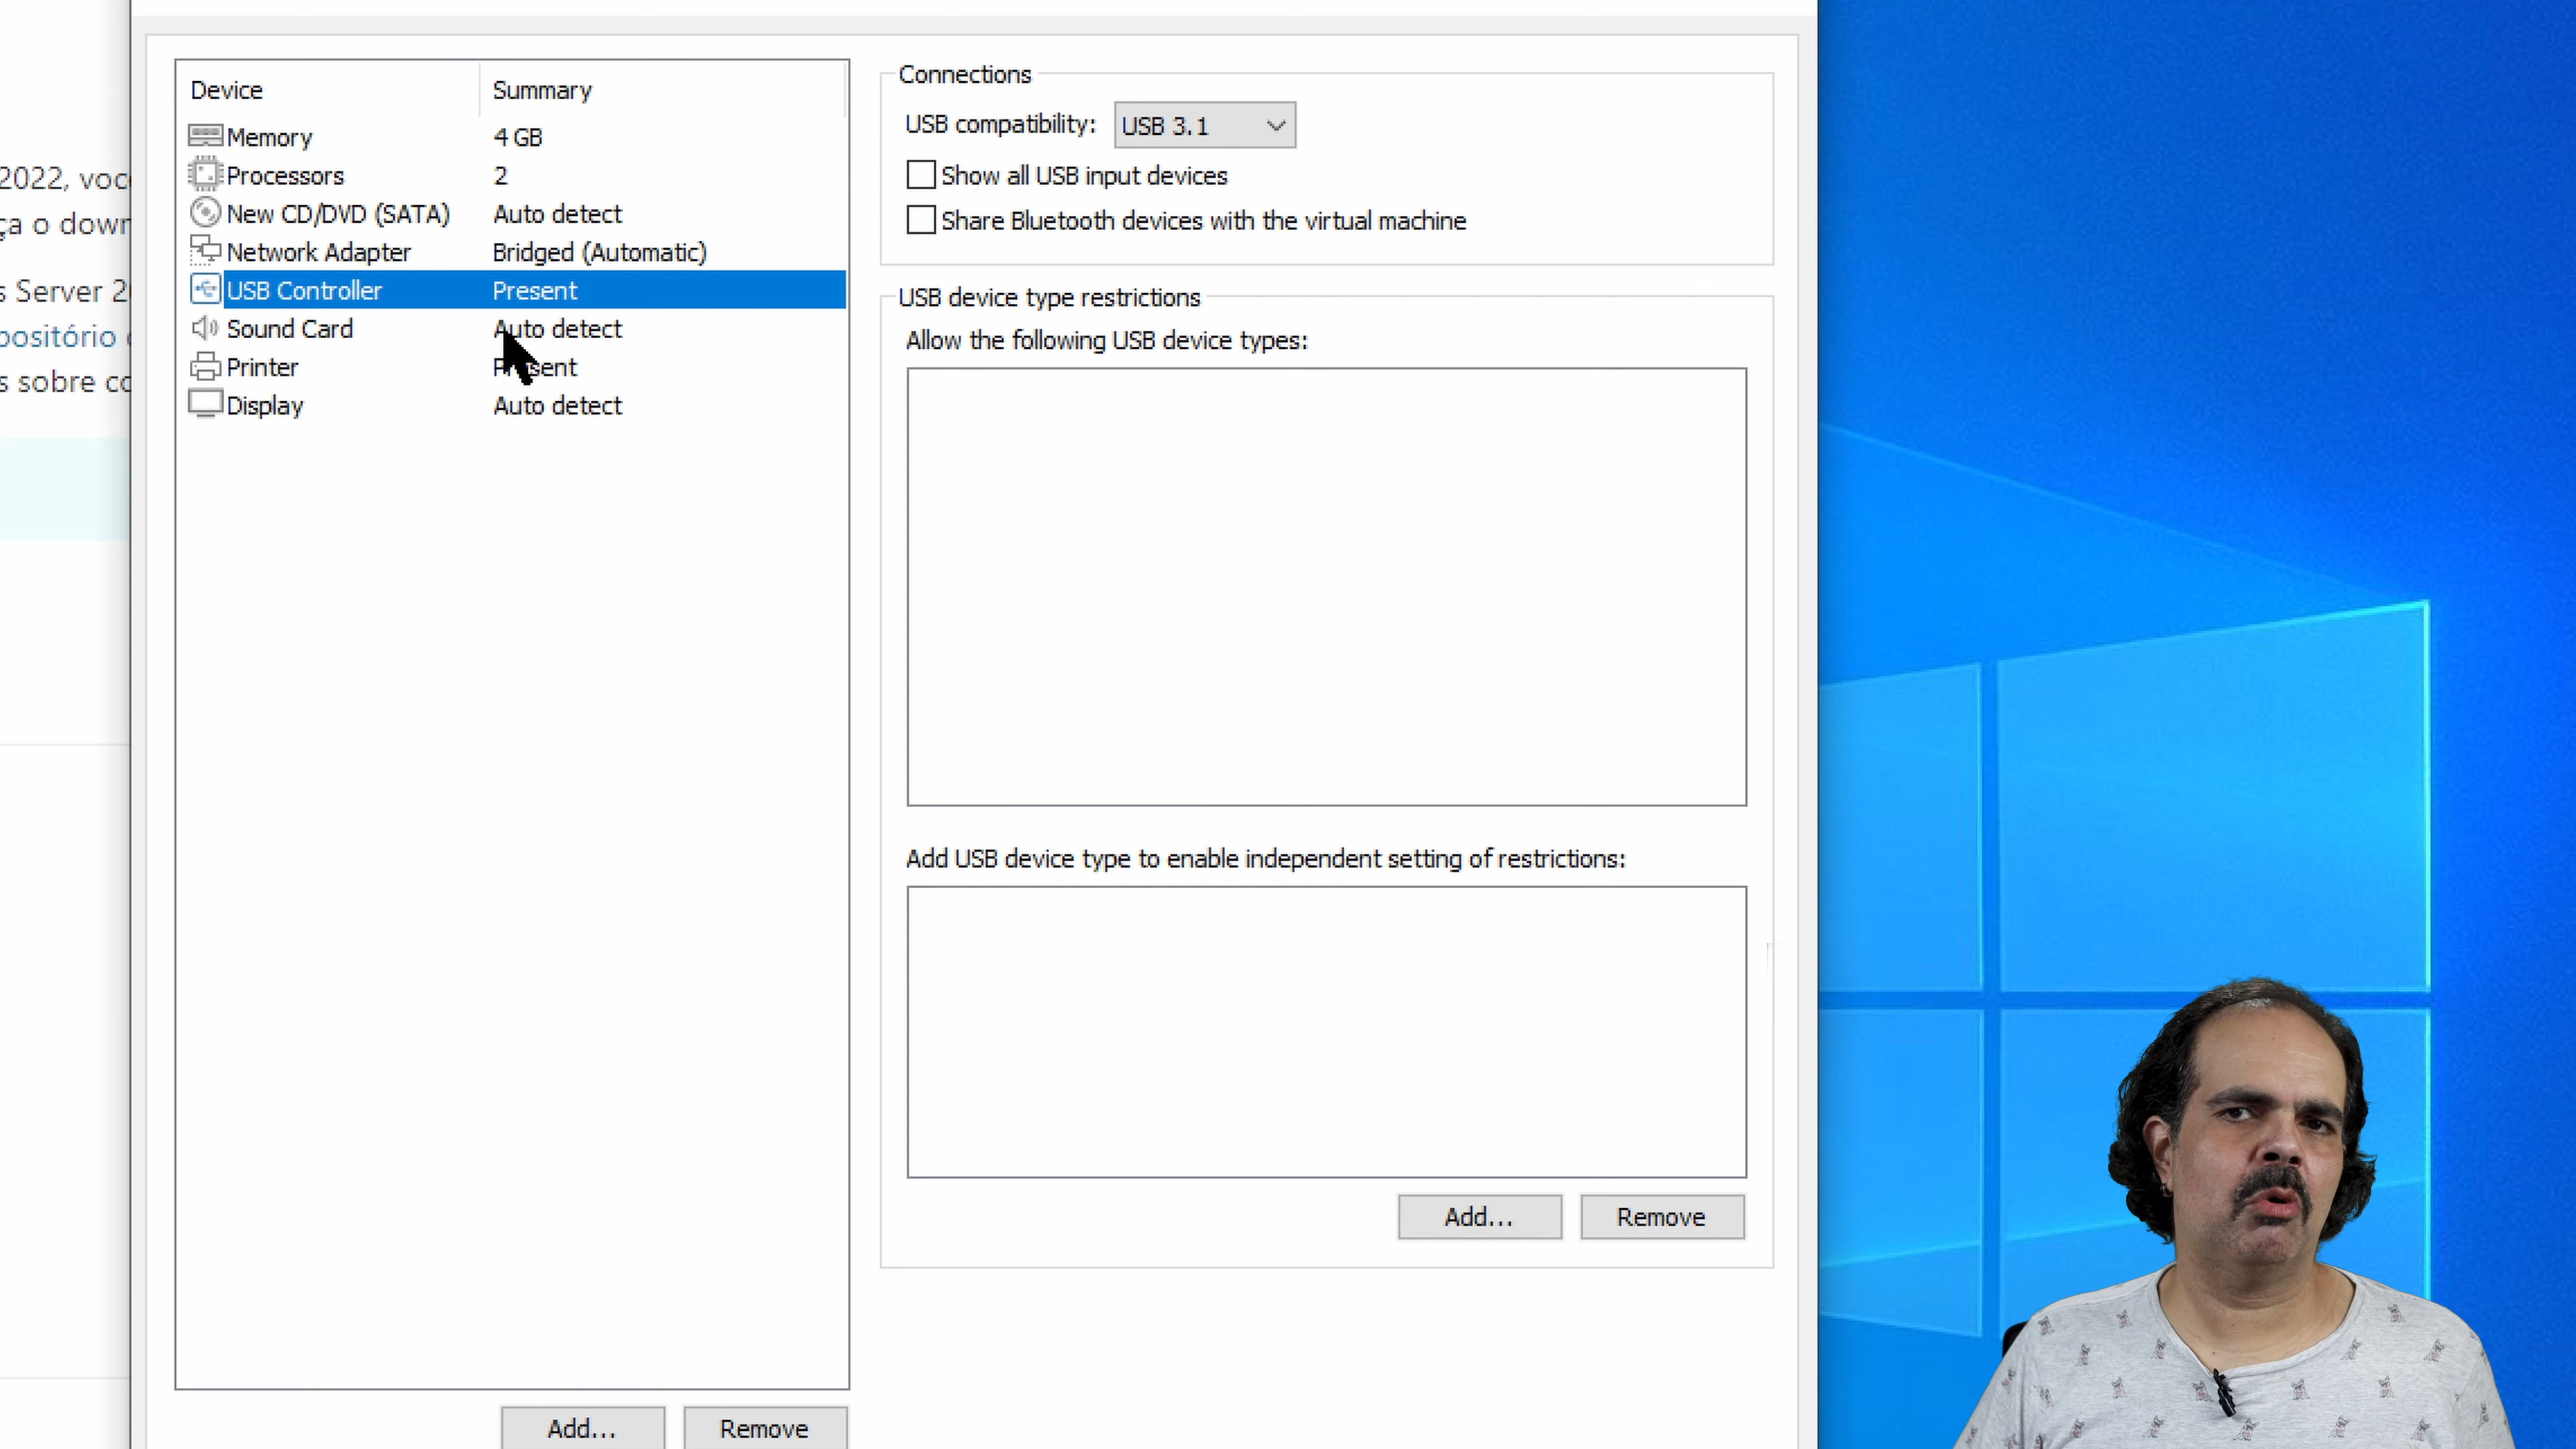 2022, você
ça o down
s Server 20
positório
s sobre co
Device Summary
Memory 4 GB
Processors 2
New CD/DVD (SATA) Auto detect
Network Adapter Bridged (Automatic)
USB Controller Present
Sound Card Auto detect
Printer Present
Display Auto detect
Add... Remove
Connections
USB compatibility: USB 3.1
Show all USB input devices
Share Bluetooth devices with the virtual machine
USB device type restrictions
Allow the following USB device types:
Add USB device type to enable independent setting of restrictions:
Add... Remove